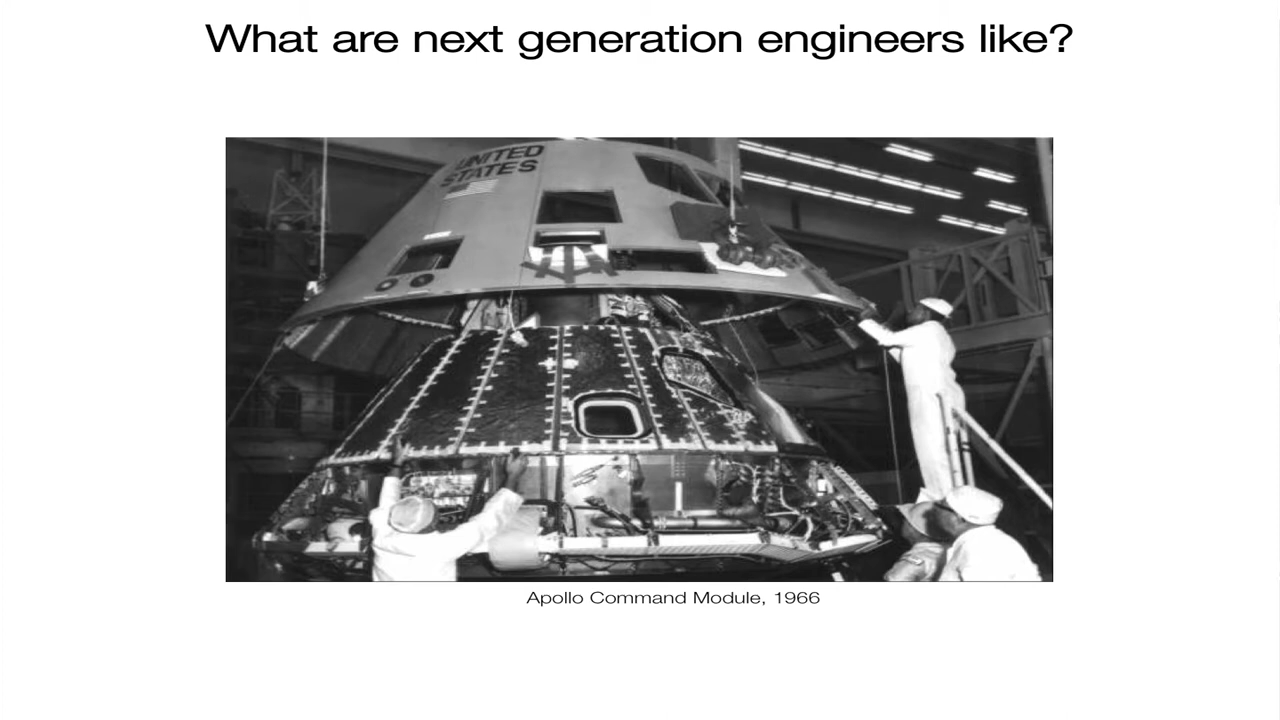 What are next generation engineers like?
UNITED
STATES
Apollo Command Module, 1966